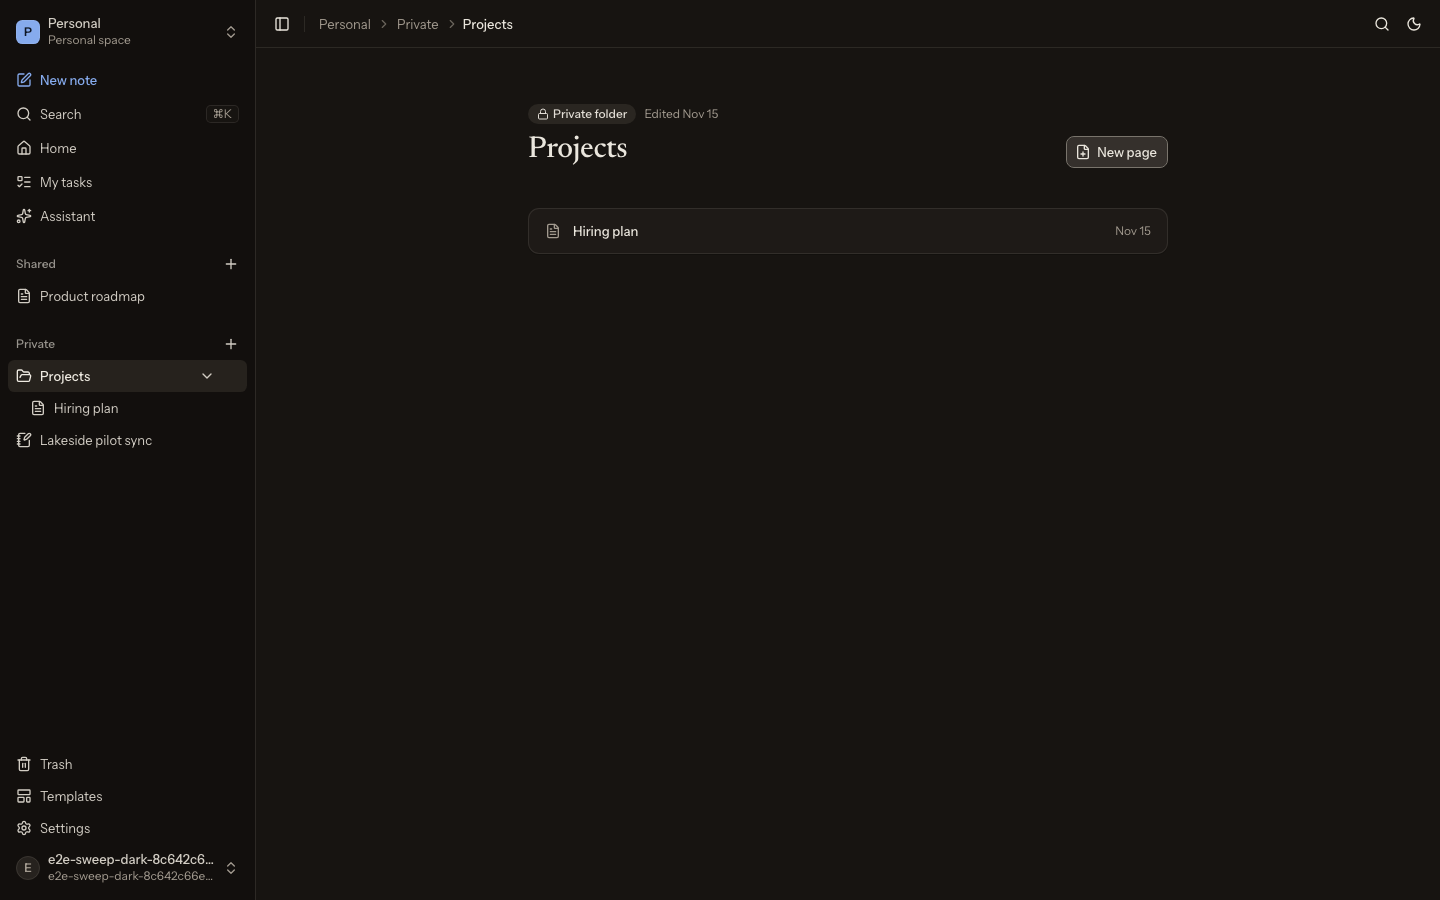 P
Personal
Personal space
New note
Search ⌘K
Home
My tasks
Assistant
Shared
Product roadmap
Private
Projects
Hiring plan
Lakeside pilot sync
Trash
Templates
Settings
E
e2e-sweep-dark-8c642c6...
e2e-sweep-dark-8c642c66e...
Personal Private Projects
Private folder Edited Nov 15
Projects
New page
Hiring plan Nov 15